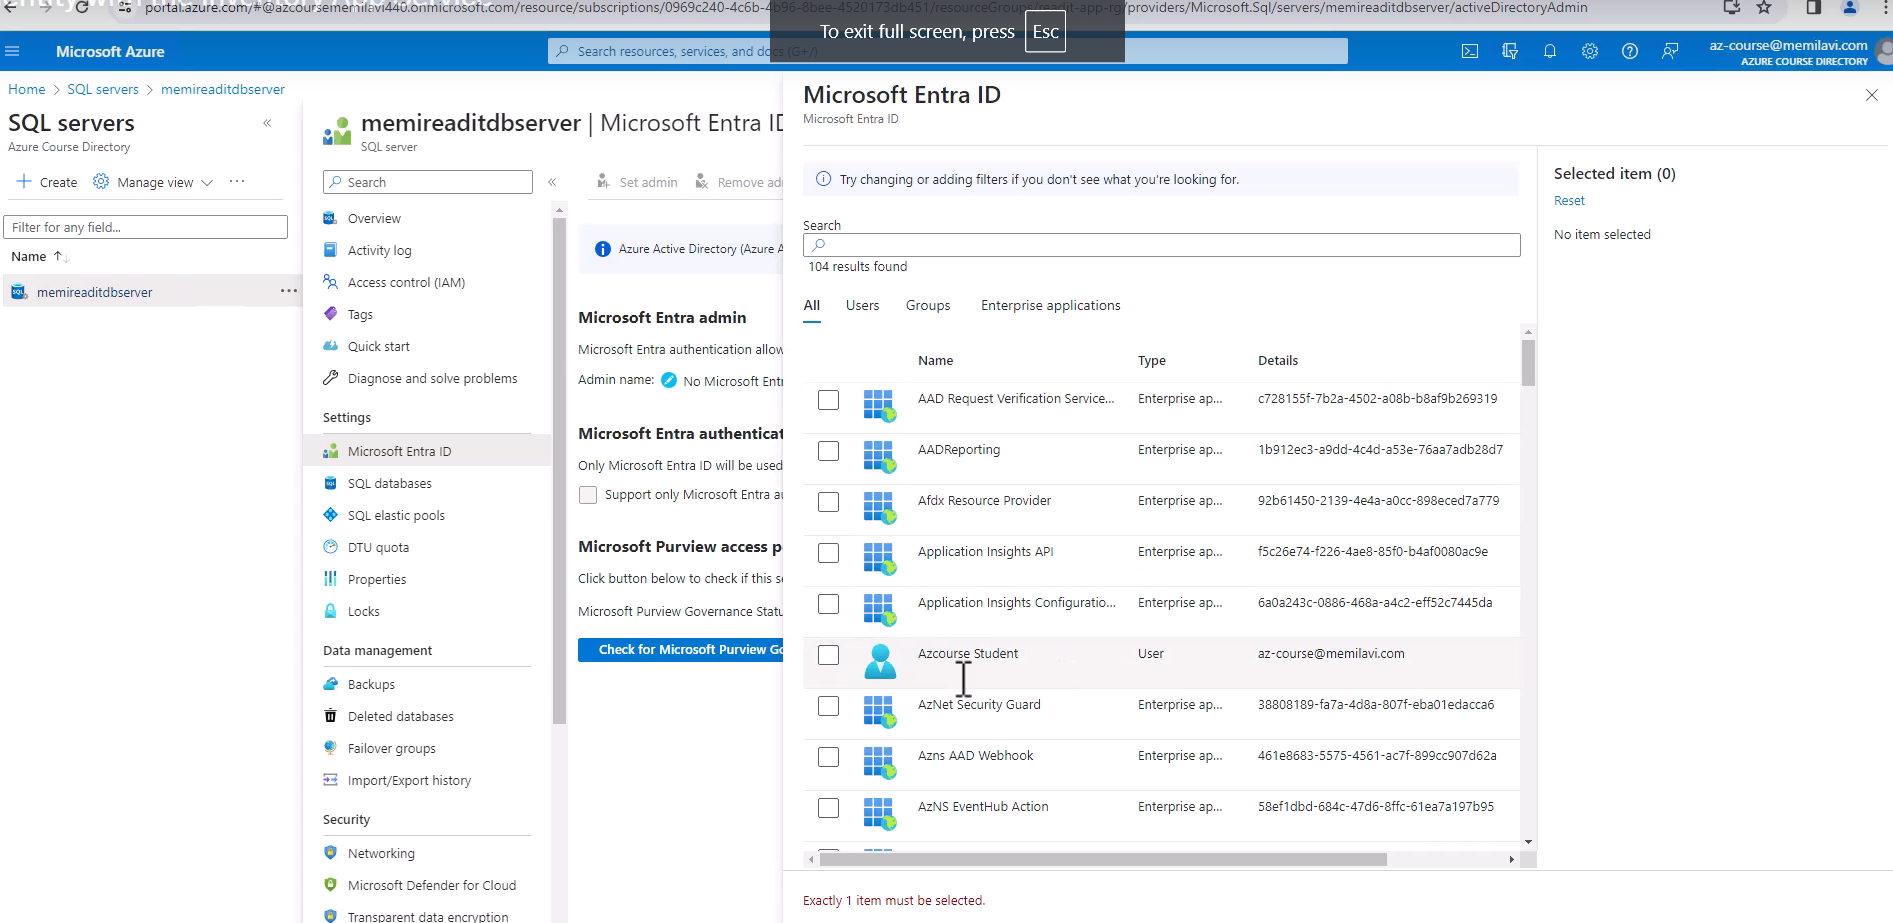 Entity with the Inventory App Service
portal.azure.com/#@azcoursememilavi440.onmicrosoft.com/resource/subscriptions/0969c240-4c6b-4b96-8bee-4520173db451/resourceGroups/readit-app-rg/providers/Microsoft.Sql/servers/memireaditdbserver/activeDirectoryAdmin
To exit full screen, press Esc
Microsoft Azure
Search resources, services, and docs (G+/)
az-course@memilavi.com
AZURE COURSE DIRECTORY
Home > SQL servers > memireaditdbserver
SQL servers
Azure Course Directory
Create
Manage view
Filter for any field...
Name
memireaditdbserver
memireaditdbserver | Microsoft Entra ID
SQL server
Search
Overview
Activity log
Access control (IAM)
Tags
Quick start
Diagnose and solve problems
Settings
Microsoft Entra ID
SQL databases
SQL elastic pools
DTU quota
Properties
Locks
Data management
Backups
Deleted databases
Failover groups
Import/Export history
Security
Networking
Microsoft Defender for Cloud
Transparent data encryption
Set admin
Remove ad
Azure Active Directory (Azure A
Microsoft Entra admin
Microsoft Entra authentication allow
Admin name: No Microsoft Entr
Microsoft Entra authenticat
Only Microsoft Entra ID will be used
Support only Microsoft Entra au
Microsoft Purview access p
Click button below to check if this se
Microsoft Purview Governance Statu
Check for Microsoft Purview Go
Microsoft Entra ID
Microsoft Entra ID
Try changing or adding filters if you don't see what you're looking for.
Search
104 results found
All Users Groups Enterprise applications
Name Type Details
AAD Request Verification Service... Enterprise ap... c728155f-7b2a-4502-a08b-b8af9b269319
AADReporting Enterprise ap... 1b912ec3-a9dd-4c4d-a53e-76aa7adb28d7
Afdx Resource Provider Enterprise ap... 92b61450-2139-4e4a-a0cc-898eced7a779
Application Insights API Enterprise ap... f5c26e74-f226-4ae8-85f0-b4af0080ac9e
Application Insights Configuratio... Enterprise ap... 6a0a243c-0886-468a-a4c2-eff52c7445da
Azcourse Student User az-course@memilavi.com
AzNet Security Guard Enterprise ap... 38808189-fa7a-4d8a-807f-eba01edacca6
Azns AAD Webhook Enterprise ap... 461e8683-5575-4561-ac7f-899cc907d62a
AzNS EventHub Action Enterprise ap... 58ef1dbd-684c-47d6-8ffc-61ea7a197b95
Exactly 1 item must be selected.
Selected item (0)
Reset
No item selected